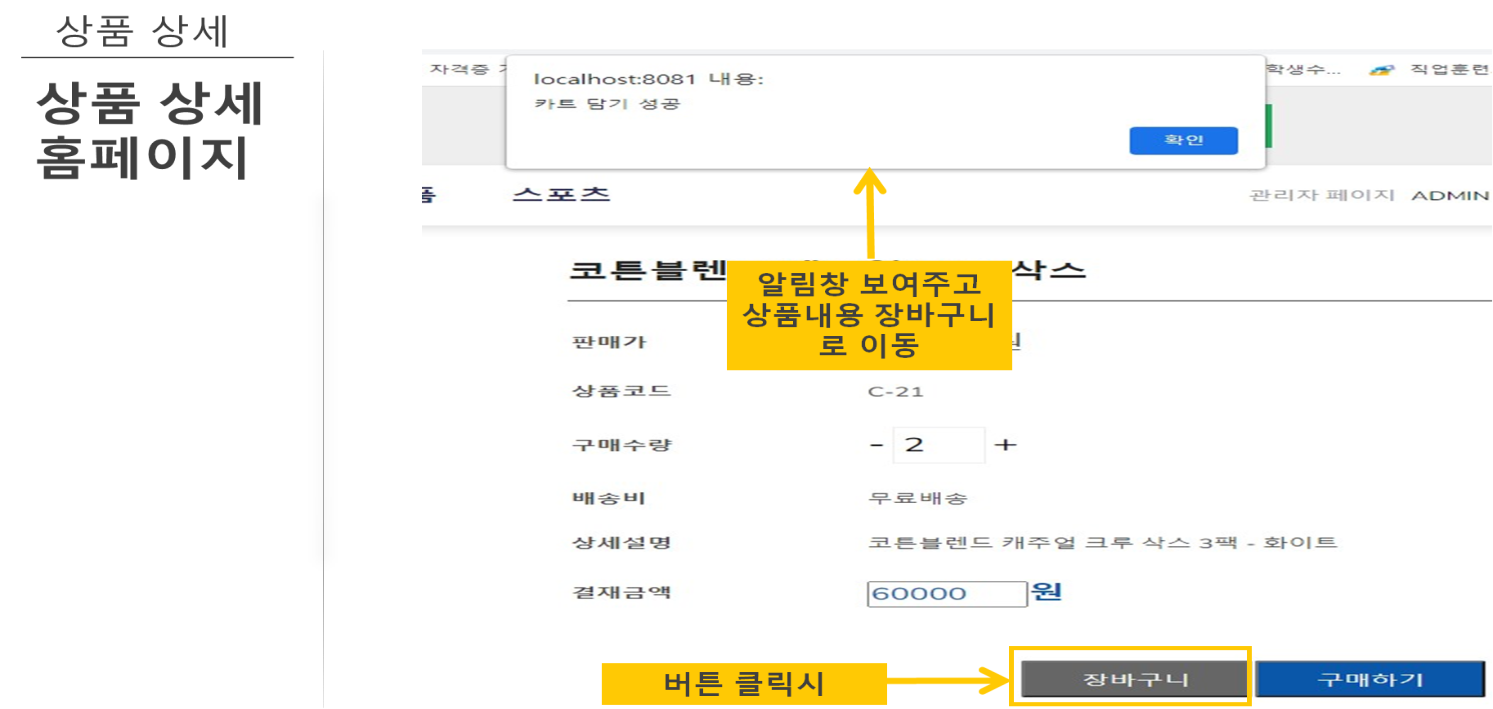 상품 상세
상품 상세
홈페이지
자격증
학생수... 직업훈련
localhost:8081 내용:
카트 담기 성공
확인
스포츠 관리자 페이지 ADMIN
코튼블렌 삭스
알림창 보여주고
상품내용 장바구니
로 이동
판매가
상품코드 C-21
구매수량 - 2 +
배송비 무료배송
상세설명 코튼블렌드 캐주얼 크루 삭스 3팩 - 화이트
결재금액 60000 원
버튼 클릭시 장바구니 구매하기